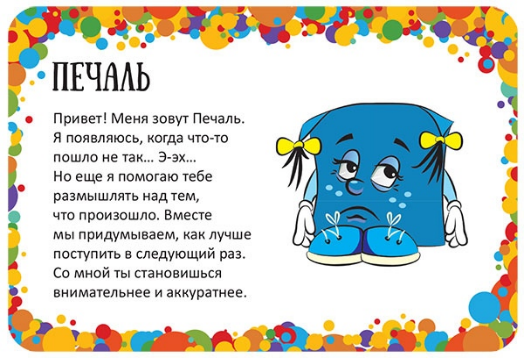 ПЕЧАЛЬ
Привет! Меня зовут Печаль.
Я появляюсь, когда что-то
пошло не так... Э-эх...
Но еще я помогаю тебе
размышлять над тем,
что произошло. Вместе
мы придумываем, как лучше
поступить в следующий раз.
Со мной ты становишься
внимательнее и аккуратнее.